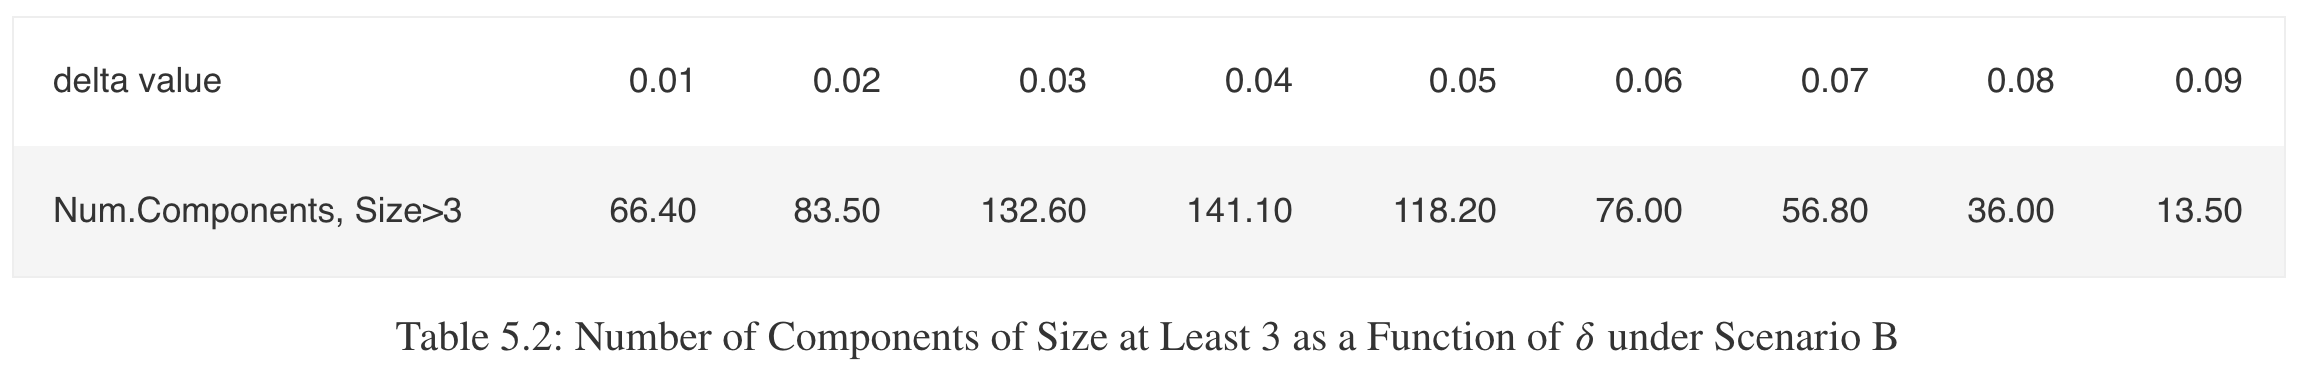 delta value 0.01 0.02 0.03 0.04 0.05 0.06 0.07 0.08 0.09
Num.Components, Size>3 66.40 83.50 132.60 141.10 118.20 76.00 56.80 36.00 13.50
Table 5.2: Number of Components of Size at Least 3 as a Function of δ under Scenario B